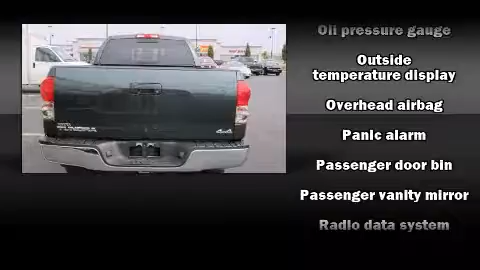 Oil pressure gauge
Outside
temperature display
Overhead airbag
Panic alarm
Passenger door bin
Passenger vanity mirror
Radio data system
4x4